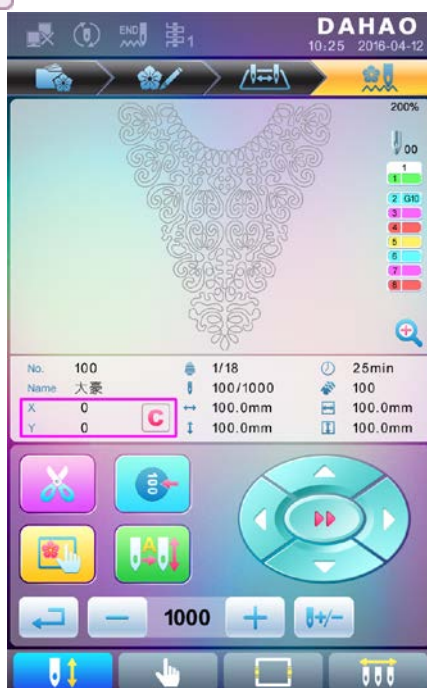 DAHAO
END
1
10:25 2016-04-12
200%
00
1
1
2 G10
3
4
5
6
7
8
No. 100 1/18 25min
Name 大豪 100/1000 100
X 0 100.0mm 100.0mm
Y 0 C 100.0mm 100.0mm
100
A
1000
+/-